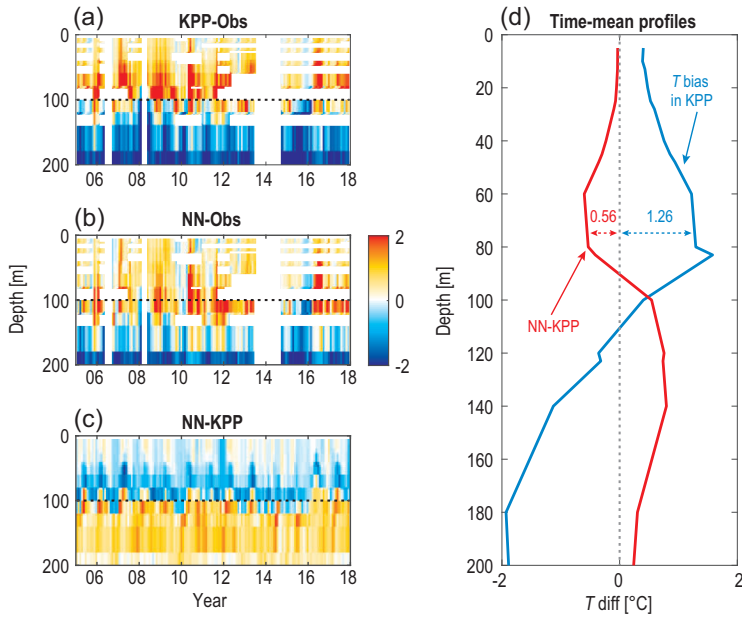 (a) KPP-Obs
0
100
200
Depth [m]
06 08 10 12 14 16 18
(b) NN-Obs
0
100
200
Depth [m]
06 08 10 12 14 16 18
2
0
-2
(c) NN-KPP
0
100
200
Depth [m]
06 08 10 12 14 16 18
Year
(d) Time-mean profiles
0
20
40
60
80
100
120
140
160
180
200
Depth [m]
T bias
in KPP
0.56
1.26
NN-KPP
-2 0 2
T diff [°C]